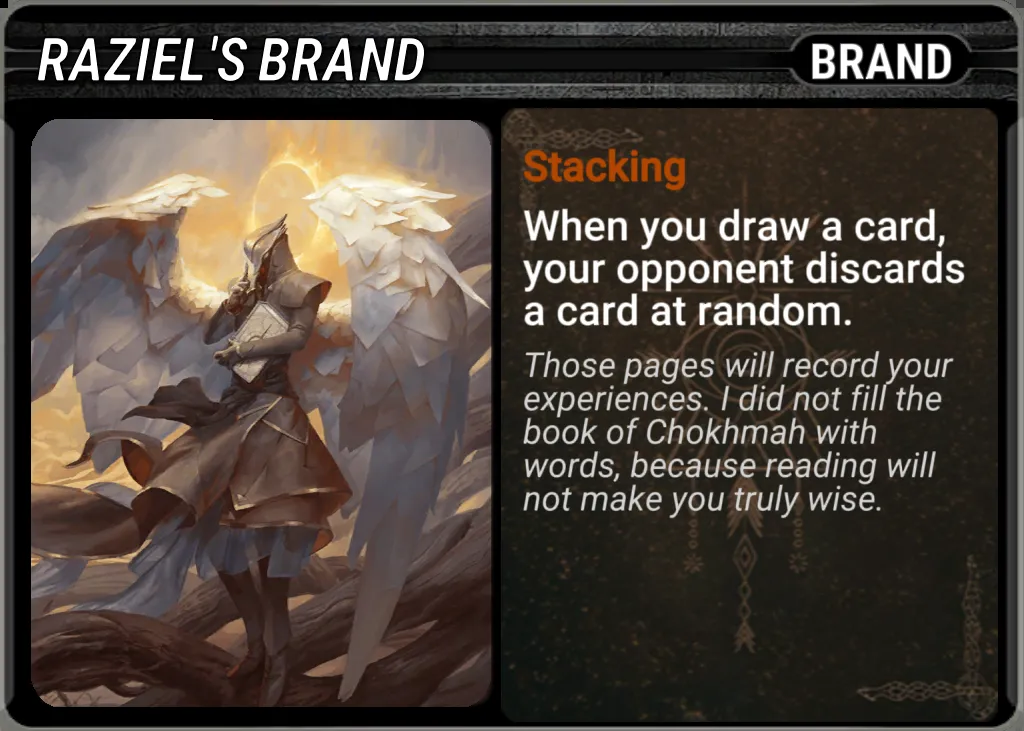 RAZIEL'S BRAND
BRAND
Stacking
When you draw a card,
your opponent discards
a card at random.
Those pages will record your
experiences. I did not fill the
book of Chokhmah with
words, because reading will
not make you truly wise.